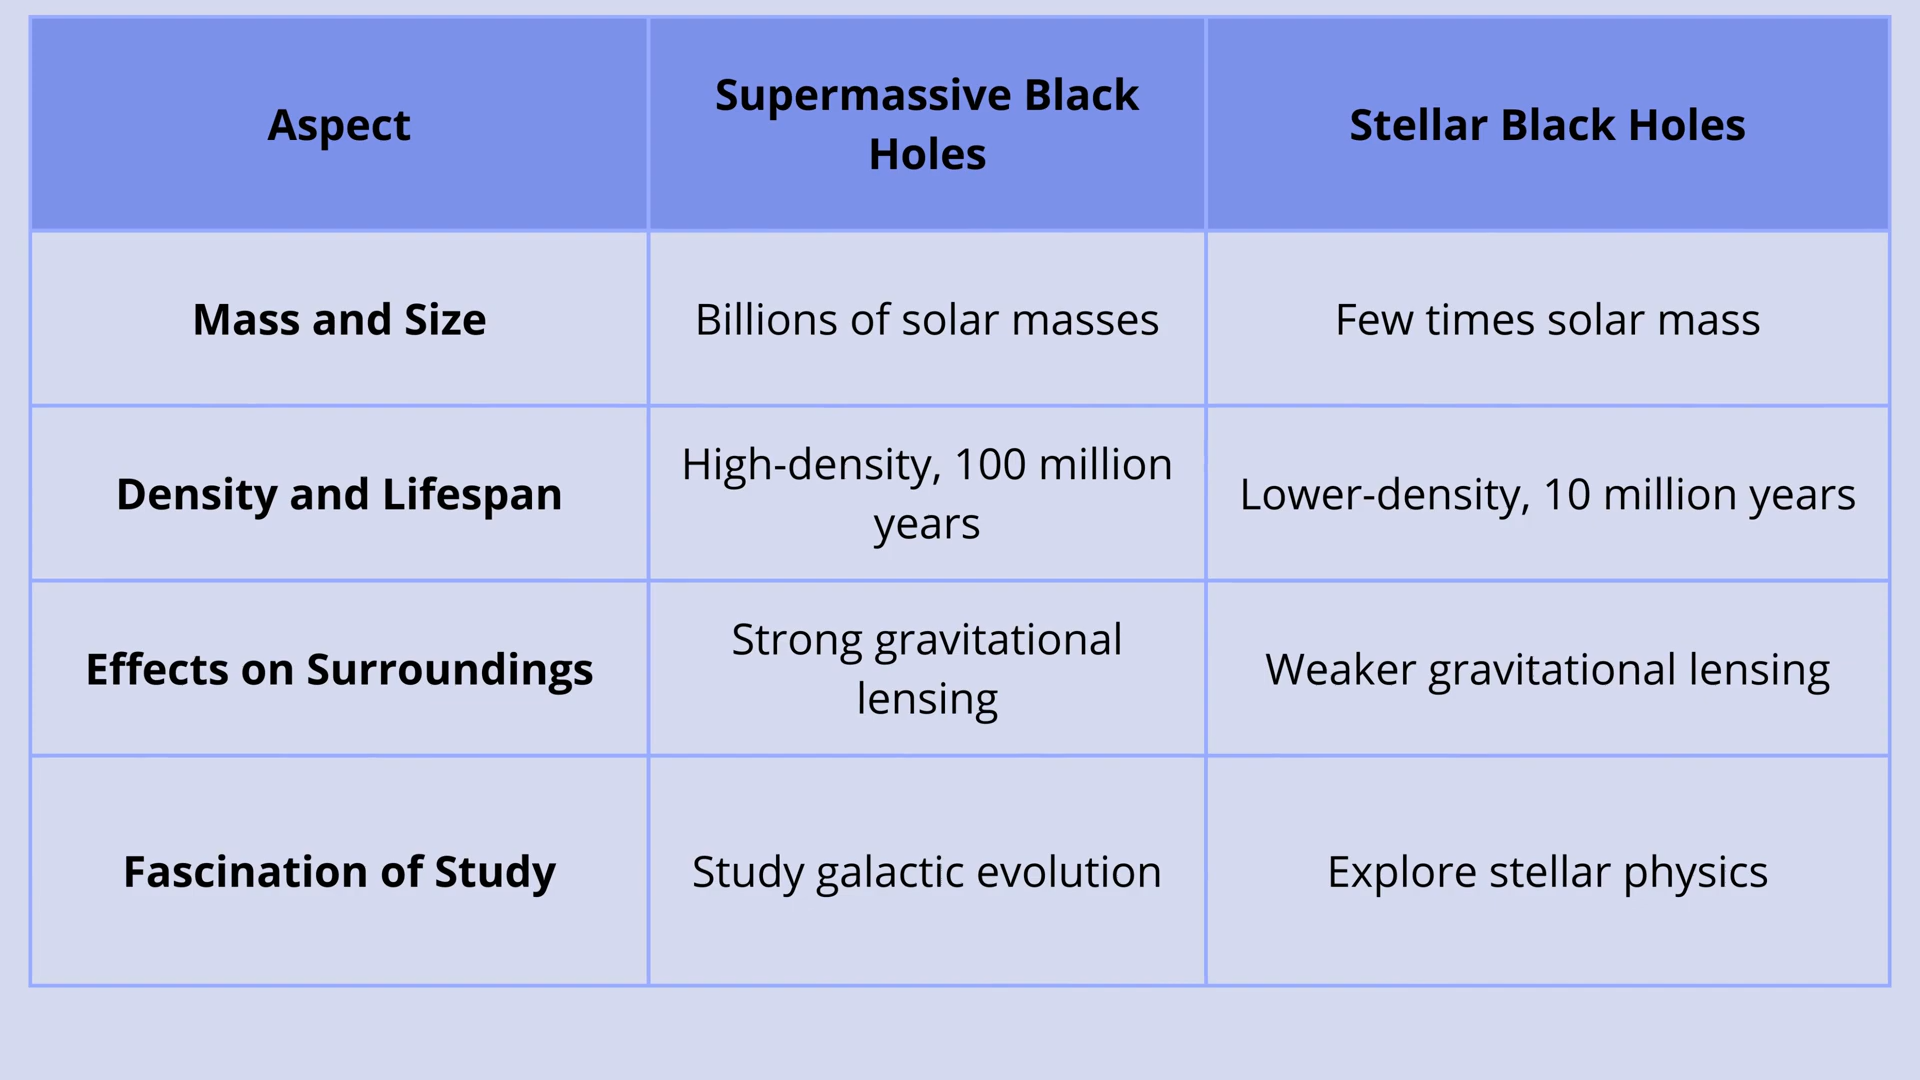 Aspect
Supermassive Black
Holes
Stellar Black Holes
Mass and Size
Billions of solar masses
Few times solar mass
Density and Lifespan
High-density, 100 million
years
Lower-density, 10 million years
Effects on Surroundings
Strong gravitational
lensing
Weaker gravitational lensing
Fascination of Study
Study galactic evolution
Explore stellar physics